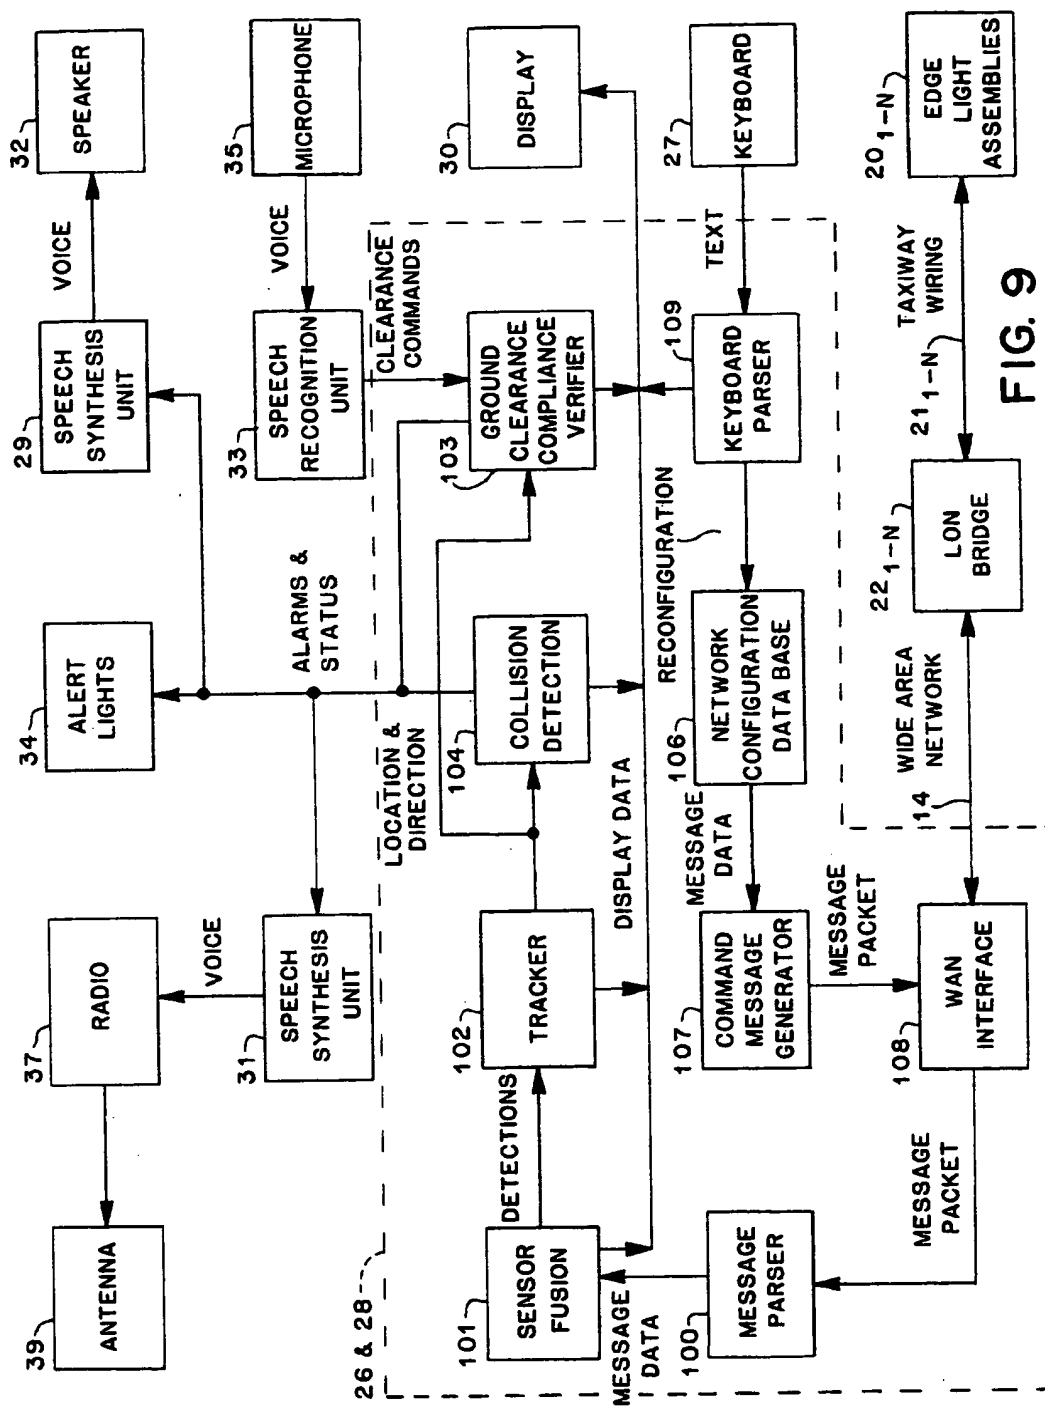 39
ANTENNA
37
RADIO
VOICE
31
SPEECH
SYNTHESIS
UNIT
34
ALERT
LIGHTS
ALARMS &
STATUS
29
SPEECH
SYNTHESIS
UNIT
VOICE
32
SPEAKER
33
SPEECH
RECOGNITION
UNIT
VOICE
35
MICROPHONE
26 & 28
LOCATION &
DIRECTION
CLEARANCE
COMMANDS
101
SENSOR
FUSION
DETECTIONS
102
TRACKER
104
COLLISION
DETECTION
103
GROUND
CLEARANCE
COMPLIANCE
VERIFIER
30
DISPLAY
MESSAGE
DATA
DISPLAY DATA
RECONFIGURATION
100
MESSAGE
PARSER
107
COMMAND
MESSAGE
GENERATOR
MESSAGE
DATA
106
NETWORK
CONFIGURATION
DATA BASE
109
KEYBOARD
PARSER
TEXT
27
KEYBOARD
MESSAGE
PACKET
MESSAGE
PACKET
108
WAN
INTERFACE
14
WIDE AREA
NETWORK
22 1-N
LON
BRIDGE
21 1-N
TAXIWAY
WIRING
20 1-N
EDGE
LIGHT
ASSEMBLIES
FIG. 9